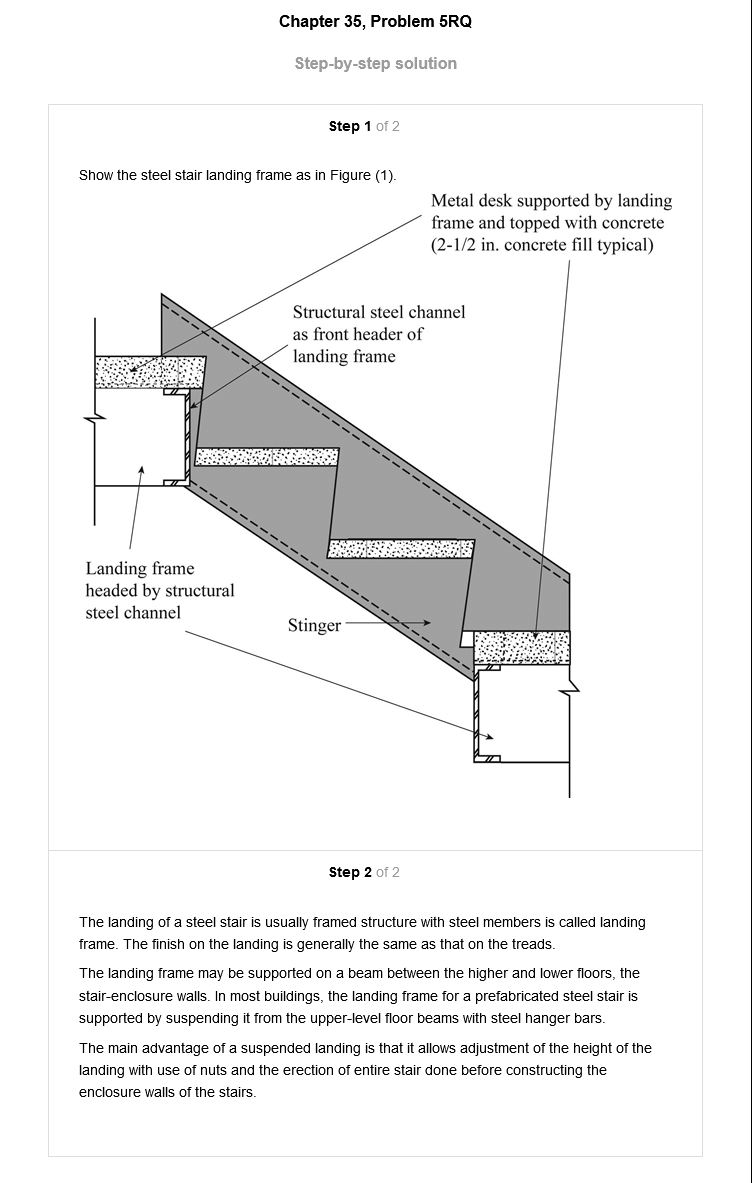 Chapter 35, Problem 5RQ
Step-by-step solution
Step 1 of 2
Show the steel stair landing frame as in Figure (1).
Metal desk supported by landing
frame and topped with concrete
(2-1/2 in. concrete fill typical)
Structural steel channel
as front header of
landing frame
Landing frame
headed by structural
steel channel
Stinger
Step 2 of 2
The landing of a steel stair is usually framed structure with steel members is called landing
frame. The finish on the landing is generally the same as that on the treads.
The landing frame may be supported on a beam between the higher and lower floors, the
stair-enclosure walls. In most buildings, the landing frame for a prefabricated steel stair is
supported by suspending it from the upper-level floor beams with steel hanger bars.
The main advantage of a suspended landing is that it allows adjustment of the height of the
landing with use of nuts and the erection of entire stair done before constructing the
enclosure walls of the stairs.